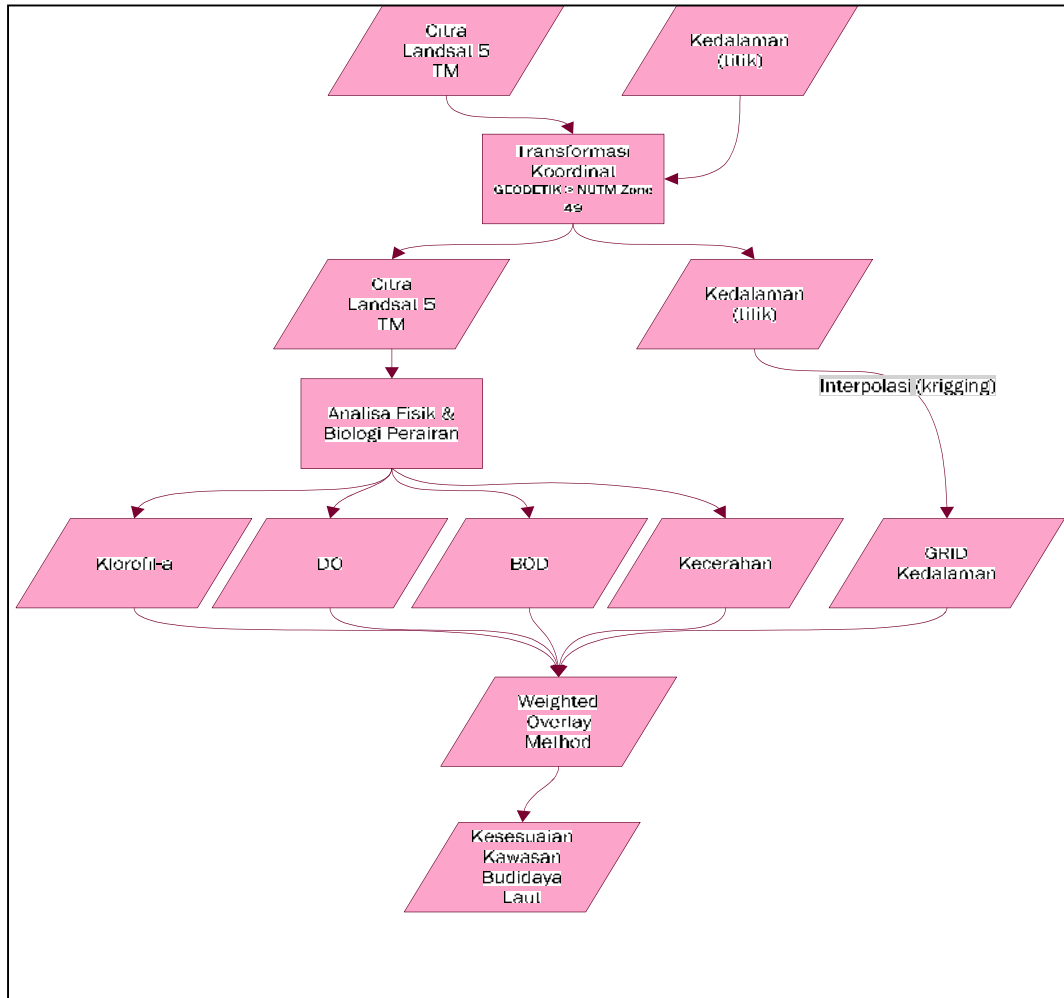 Citra
Landsat 5
TM
Kedalaman
(titik)
Transformasi
Koordinat
GEODETIK > NUTM Zone
49
Citra
Landsat 5
TM
Kedalaman
(titik)
Interpolasi (krigging)
Analisa Fisik &
Biologi Perairan
Klorofil-a
DO
BOD
Kecerahan
GRID
Kedalaman
Weighted
Overlay
Method
Kesesuaian
Kawasan
Budidaya
Laut